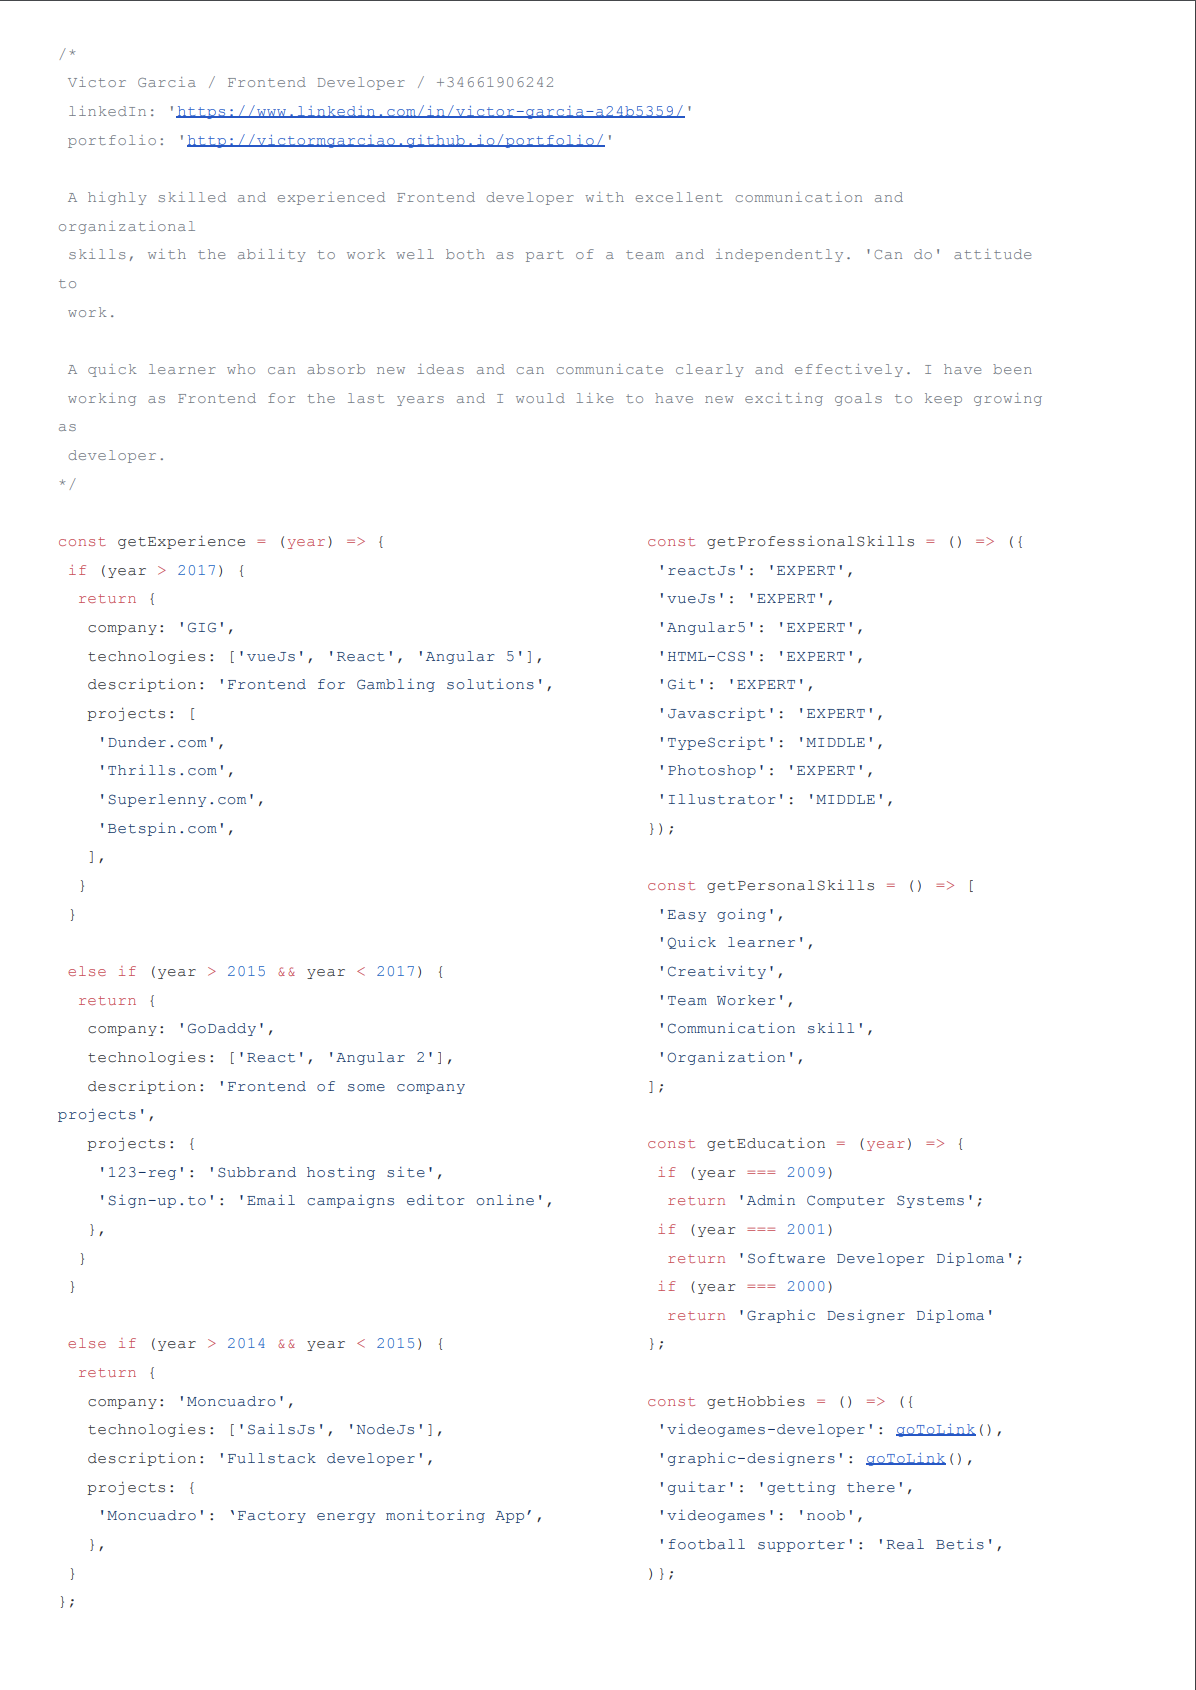 /*
Victor Garcia / Frontend Developer / +34661906242
linkedIn: 'https://www.linkedin.com/in/victor-garcia-a24b5359/'
portfolio: 'http://victormgarciao.github.io/portfolio/'
A highly skilled and experienced Frontend developer with excellent communication and
organizational
skills, with the ability to work well both as part of a team and independently. 'Can do' attitude
to
work.
A quick learner who can absorb new ideas and can communicate clearly and effectively. I have been
working as Frontend for the last years and I would like to have new exciting goals to keep growing
as
developer.
*/
const getExperience = (year) => {
if (year > 2017) {
return {
company: 'GIG',
technologies: ['vueJs', 'React', 'Angular 5'],
description: 'Frontend for Gambling solutions',
projects: [
'Dunder.com',
'Thrills.com',
'Superlenny.com',
'Betspin.com',
],
}
}
else if (year > 2015 && year < 2017) {
return {
company: 'GoDaddy',
technologies: ['React', 'Angular 2'],
description: 'Frontend of some company
projects',
projects: {
'123-reg': 'Subbrand hosting site',
'Sign-up.to': 'Email campaigns editor online',
},
}
}
else if (year > 2014 && year < 2015) {
return {
company: 'Moncuadro',
technologies: ['SailsJs', 'NodeJs'],
description: 'Fullstack developer',
projects: {
'Moncuadro': ‘Factory energy monitoring App’,
},
}
};
const getProfessionalSkills = () => ({
'reactJs': 'EXPERT',
'vueJs': 'EXPERT',
'Angular5': 'EXPERT',
'HTML-CSS': 'EXPERT',
'Git': 'EXPERT',
'Javascript': 'EXPERT',
'TypeScript': 'MIDDLE',
'Photoshop': 'EXPERT',
'Illustrator': 'MIDDLE',
});
const getPersonalSkills = () => [
'Easy going',
'Quick learner',
'Creativity',
'Team Worker',
'Communication skill',
'Organization',
];
const getEducation = (year) => {
if (year === 2009)
return 'Admin Computer Systems';
if (year === 2001)
return 'Software Developer Diploma';
if (year === 2000)
return 'Graphic Designer Diploma'
};
const getHobbies = () => ({
'videogames-developer': goToLink(),
'graphic-designers': goToLink(),
'guitar': 'getting there',
'videogames': 'noob',
'football supporter': 'Real Betis',
)};